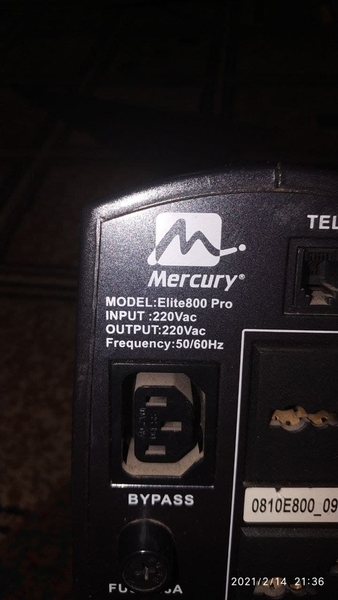 TEL
Mercury®
MODEL:Elite800 Pro
INPUT :220Vac
OUTPUT:220Vac
Frequency:50/60Hz
BYPASS
0810E800_09
2021/2/14 21:36